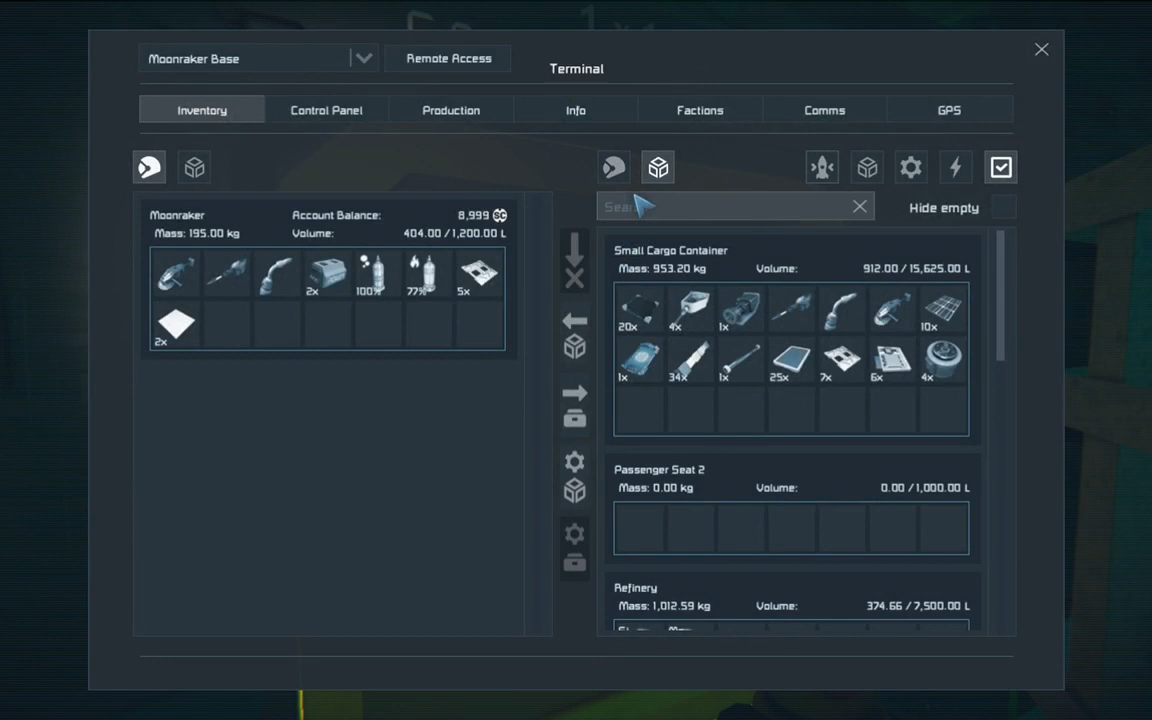 Moonraker Base
Remote Access
Terminal
Inventory
Control Panel
Production
Info
Factions
Comms
GPS
Moonraker
Account Balance:
8,999
SC
Mass: 195.00 kg
Volume:
404.00 / 1,200.00 L
2x
100%
77%
5x
2x
Hide empty
Small Cargo Container
Mass: 953.20 kg
Volume:
912.00 / 15,625.00 L
20x
4x
1x
10x
1x
34x
1x
25x
7x
6x
4x
Passenger Seat 2
Mass: 0.00 kg
Volume:
0.00 / 1,000.00 L
Refinery
Mass: 1,012.59 kg
Volume:
374.66 / 7,500.00 L